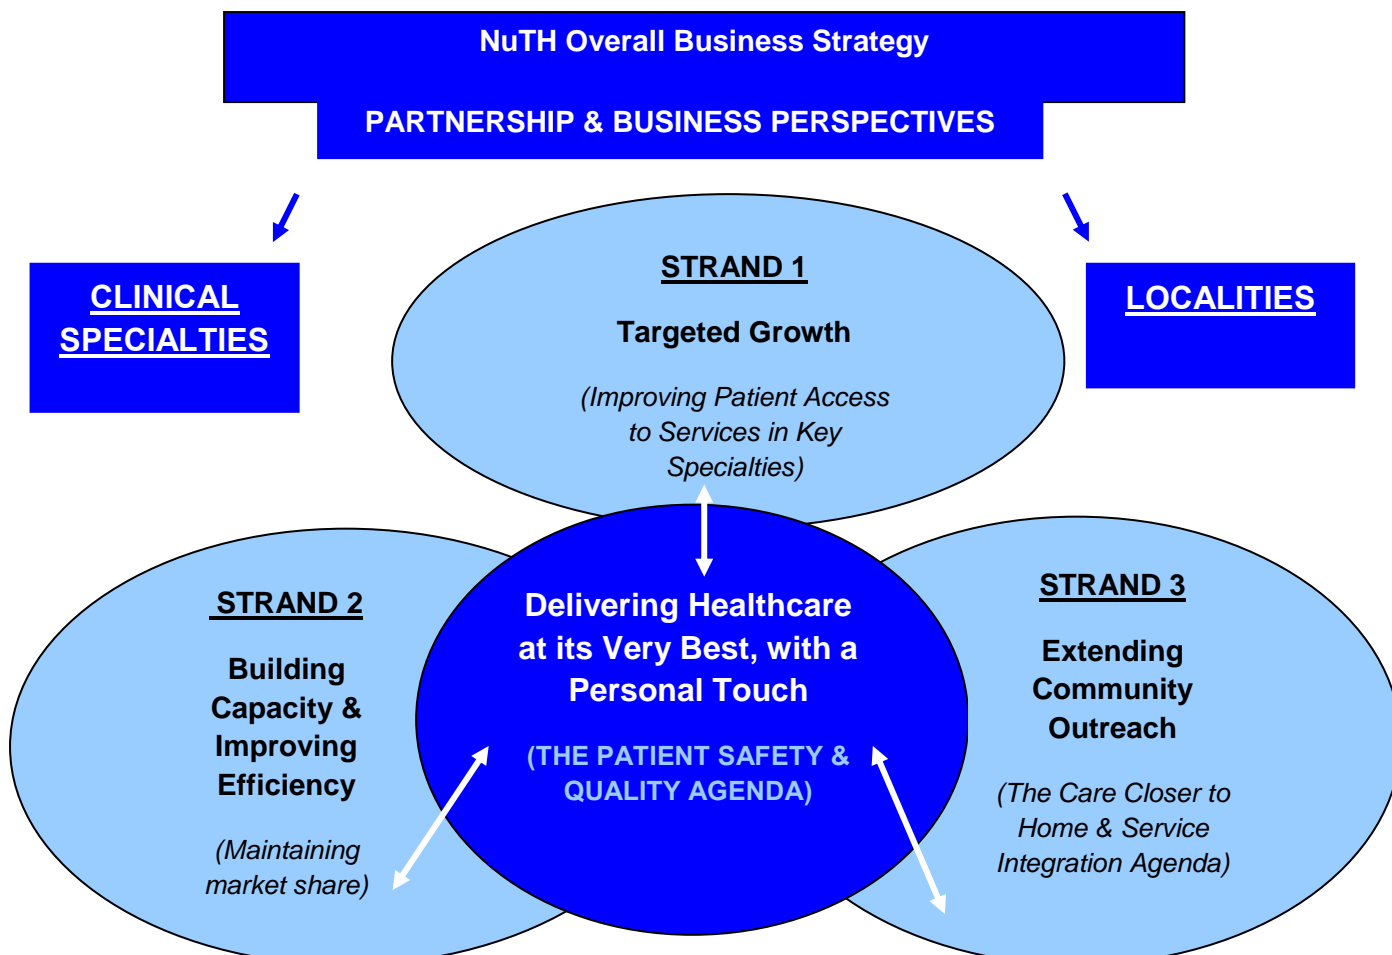 NuTH Overall Business Strategy
PARTNERSHIP & BUSINESS PERSPECTIVES
CLINICAL
SPECIALTIES
STRAND 1
Targeted Growth
(Improving Patient Access
to Services in Key
Specialties)
LOCALITIES
STRAND 2
Building
Capacity &
Improving
Efficiency
(Maintaining
market share)
Delivering Healthcare
at its Very Best, with a
Personal Touch
(THE PATIENT SAFETY &
QUALITY AGENDA)
STRAND 3
Extending
Community
Outreach
(The Care Closer to
Home & Service
Integration Agenda)